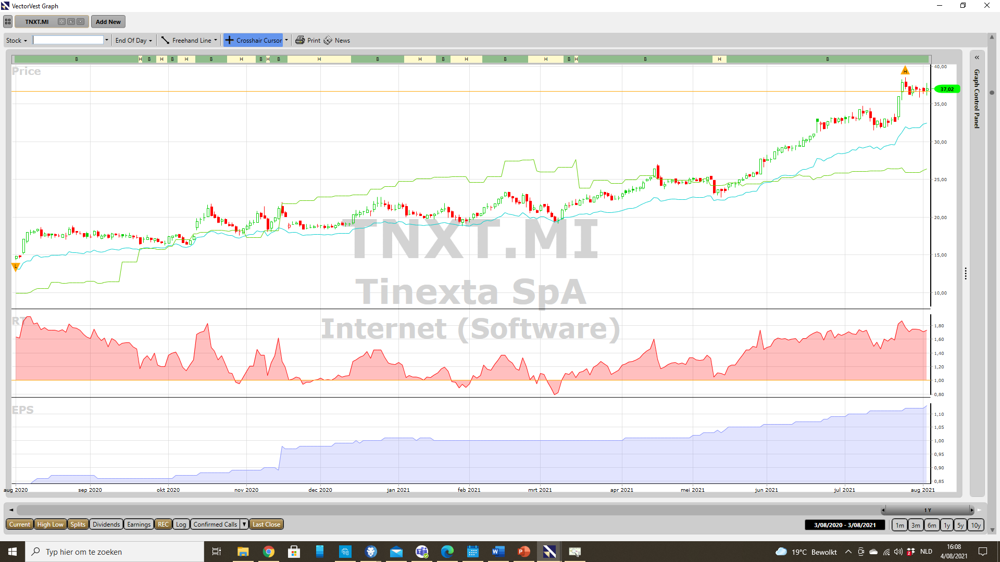 VectorVest Graph
TNXT.MI Add New
Stock End Of Day Freehand Line Crosshair Cursor Print News
B H B H B H B H B H B H B H B H B H B H B H B
Price
H
40,00
37,02
35,00
30,00
25,00
20,00
15,00
10,00
L
TNXT.MI
Tinexta SpA
Internet (Software)
RT
1,80
1,60
1,40
1,20
1,00
0,80
EPS
1,10
1,05
1,00
0,95
0,90
0,85
aug 2020 sep 2020 okt 2020 nov 2020 dec 2020 jan 2021 feb 2021 mrt 2021 apr 2021 mei 2021 jun 2021 jul 2021 aug 2021
Graph Control Panel
1 Y
Current High Low Splits Dividends Earnings REC Log Confirmed Calls Last Close
3/08/2020 - 3/08/2021 1m 3m 6m 1y 5y 10y
Typ hier om te zoeken
19°C Bewolkt
NLD
16:08
4/08/2021